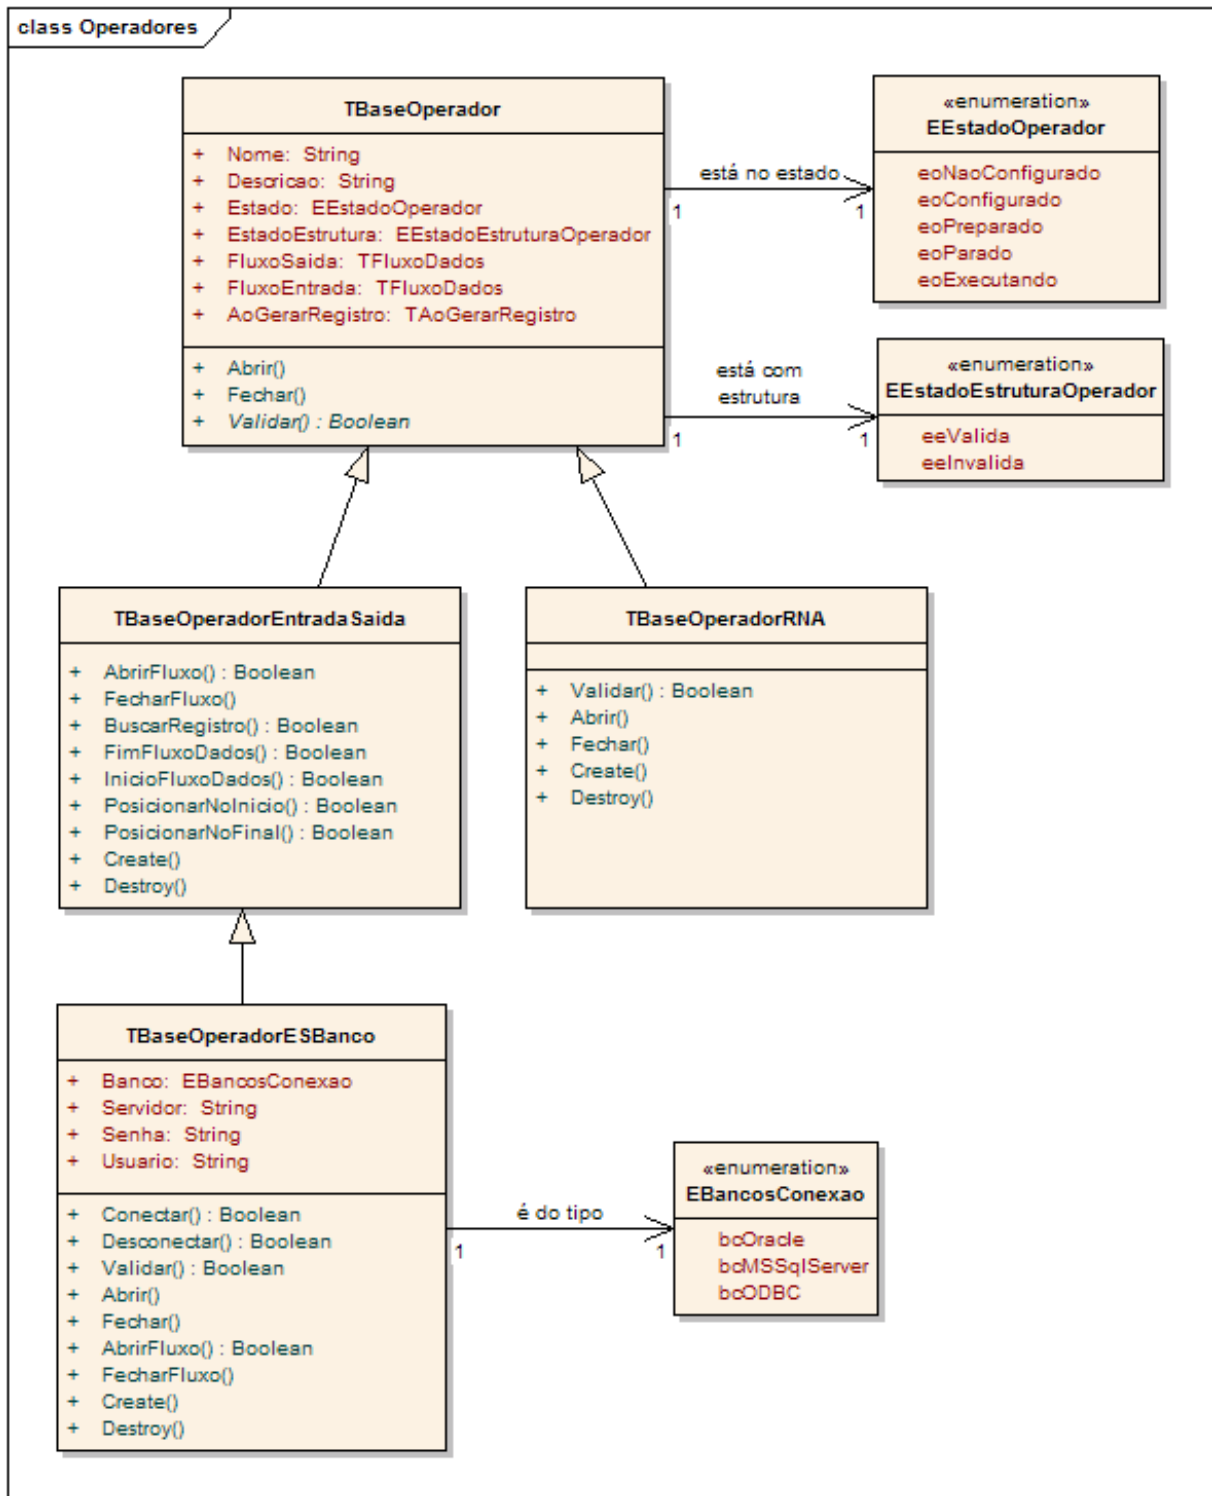 class Operadores
TBaseOperador
+ Nome: String
+ Descricao: String
+ Estado: EEstadoOperador
+ EstadoEstrutura: EEstadoEstruturaOperador
+ FluxoSaida: TFluxoDados
+ FluxoEntrada: TFluxoDados
+ AoGerarRegistro: TAoGerarRegistro
+ Abrir()
+ Fechar()
+ Validar() : Boolean
está no estado
1
1
«enumeration»
EEstadoOperador
eoNaoConfigurado
eoConfigurado
eoPreparado
eoParado
eoExecutando
está com
estrutura
1
1
«enumeration»
EEstadoEstruturaOperador
eeValida
eeInvalida
TBaseOperadorEntradaSaida
+ AbrirFluxo() : Boolean
+ FecharFluxo()
+ BuscarRegistro() : Boolean
+ FimFluxoDados() : Boolean
+ InicioFluxoDados() : Boolean
+ PosicionarNoInicio() : Boolean
+ PosicionarNoFinal() : Boolean
+ Create()
+ Destroy()
TBaseOperadorRNA
+ Validar() : Boolean
+ Abrir()
+ Fechar()
+ Create()
+ Destroy()
TBaseOperadorESBanco
+ Banco: EBancosConexao
+ Servidor: String
+ Senha: String
+ Usuario: String
+ Conectar() : Boolean
+ Desconectar() : Boolean
+ Validar() : Boolean
+ Abrir()
+ Fechar()
+ AbrirFluxo() : Boolean
+ FecharFluxo()
+ Create()
+ Destroy()
é do tipo
1
1
«enumeration»
EBancosConexao
bcOracle
bcMSSqlServer
bcODBC